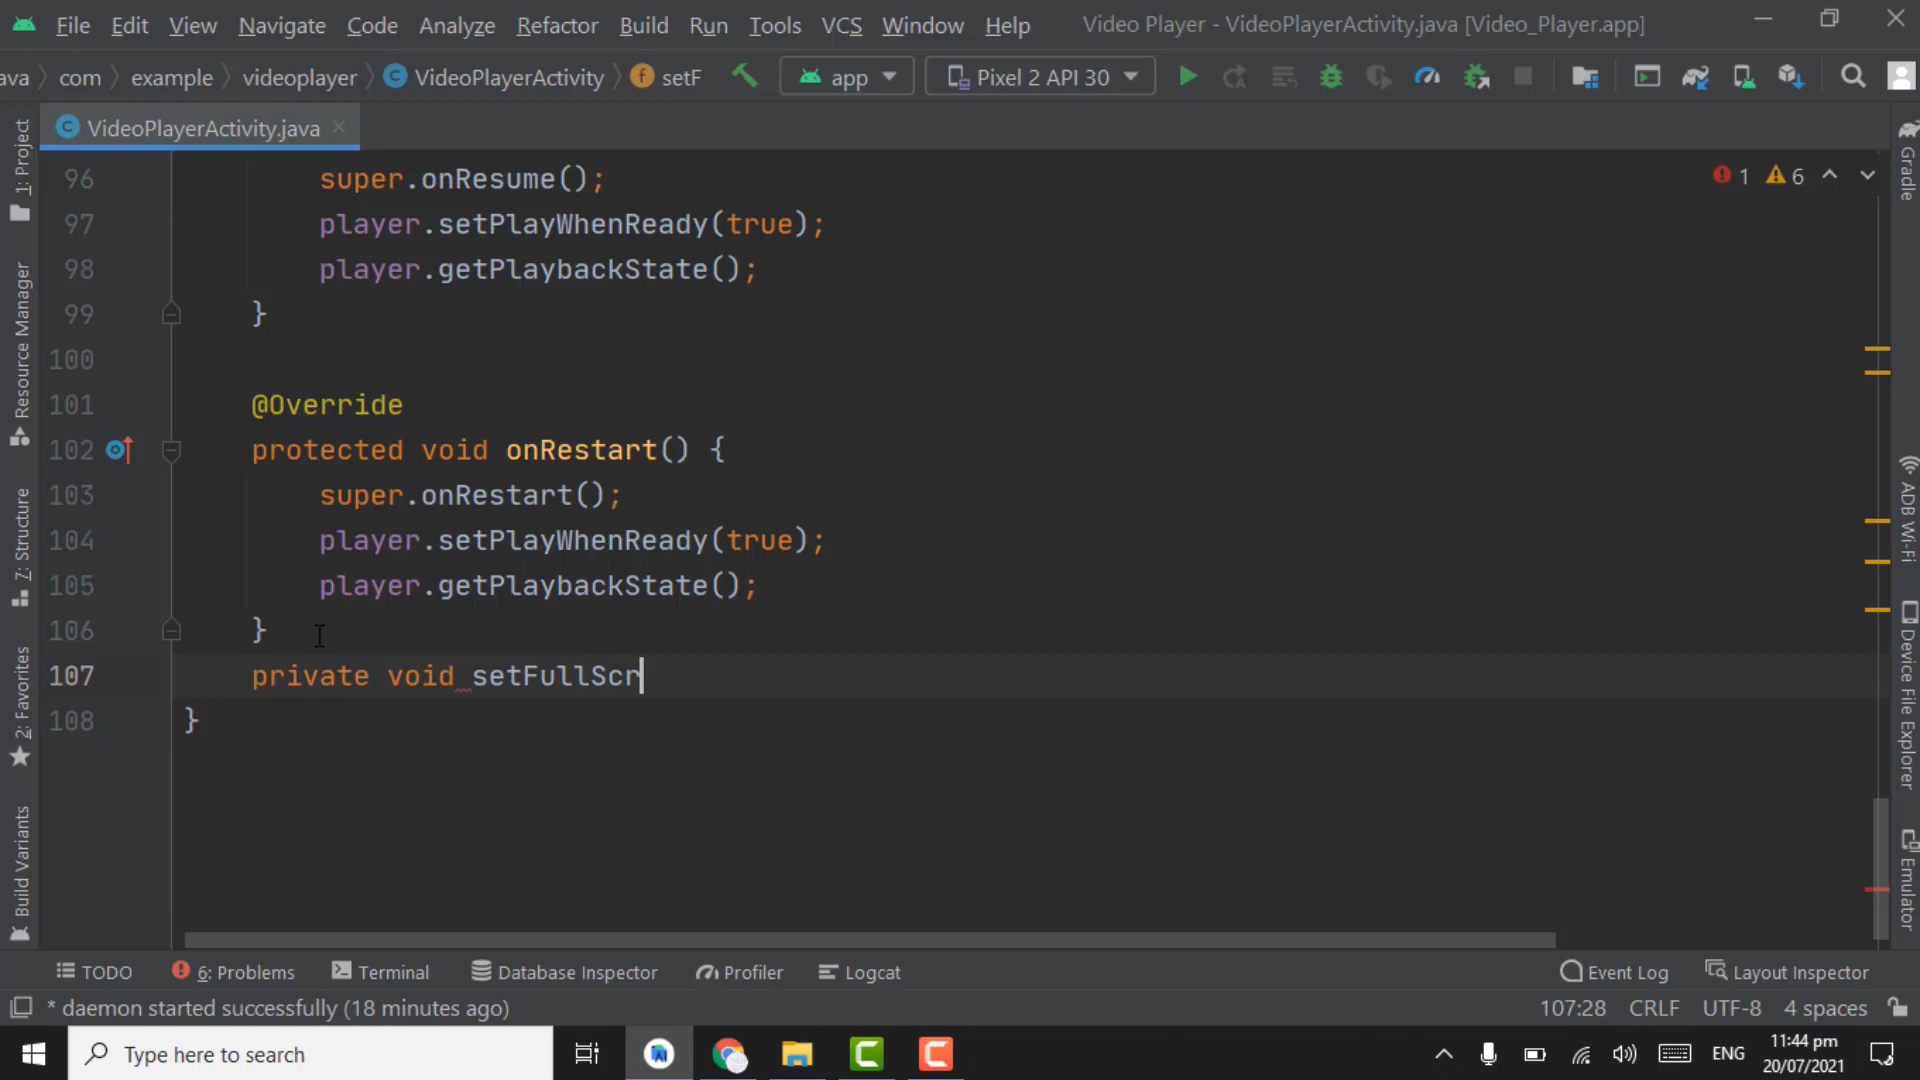 File Edit View Navigate Code Analyze Refactor Build Run Tools VCS Window Help Video Player - VideoPlayerActivity.java [Video_Player.app]
ava com example videoplayer C VideoPlayerActivity f setF app Pixel 2 API 30
C VideoPlayerActivity.java
96 super.onResume();
1 6
97 player.setPlayWhenReady(true);
98 player.getPlaybackState();
99 }
100
101 @Override
102 protected void onRestart() {
103 super.onRestart();
104 player.setPlayWhenReady(true);
105 player.getPlaybackState();
106 }
107 private void setFullScr
108 }
1: Project
Resource Manager
7: Structure
2: Favorites
Build Variants
Gradle
ADB Wi-Fi
Device File Explorer
Emulator
TODO 6: Problems Terminal Database Inspector Profiler Logcat Event Log Layout Inspector
* daemon started successfully (18 minutes ago) 107:28 CRLF UTF-8 4 spaces
Type here to search ENG 11:44 pm
20/07/2021